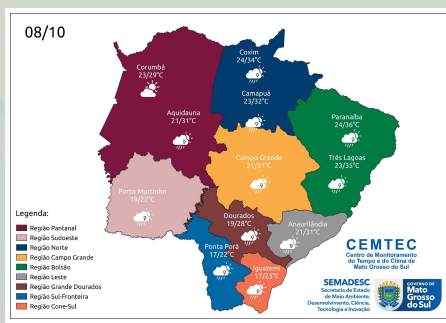 08/10
Coxim
24/34°C
Corumbá
23/29°C
Camapuã
23/32°C
Aquidauna
21/31°C
Paranaíba
24/36°C
Campo Grande
21/31°C
Três Lagoas
23/35°C
Porto Murtinho
19/22°C
Dourados
19/28°C
Anaurilândia
21/31°C
Ponta Porã
17/22°C
Iguatemi
17/23°C
Legenda:
Região Pantanal
Região Sudoeste
Região Norte
Região Campo Grande
Região Bolsão
Região Leste
Região Grande Dourados
Região Sul-Fronteira
Região Cone-Sul
CEMTEC
Centro de Monitoramento
do Tempo e do Clima de
Mato Grosso do Sul
SEMADESC
Secretaria de Estado
de Meio Ambiente,
Desenvolvimento, Ciência,
Tecnologia e Inovação
GOVERNO DE
Mato
Grosso
do Sul